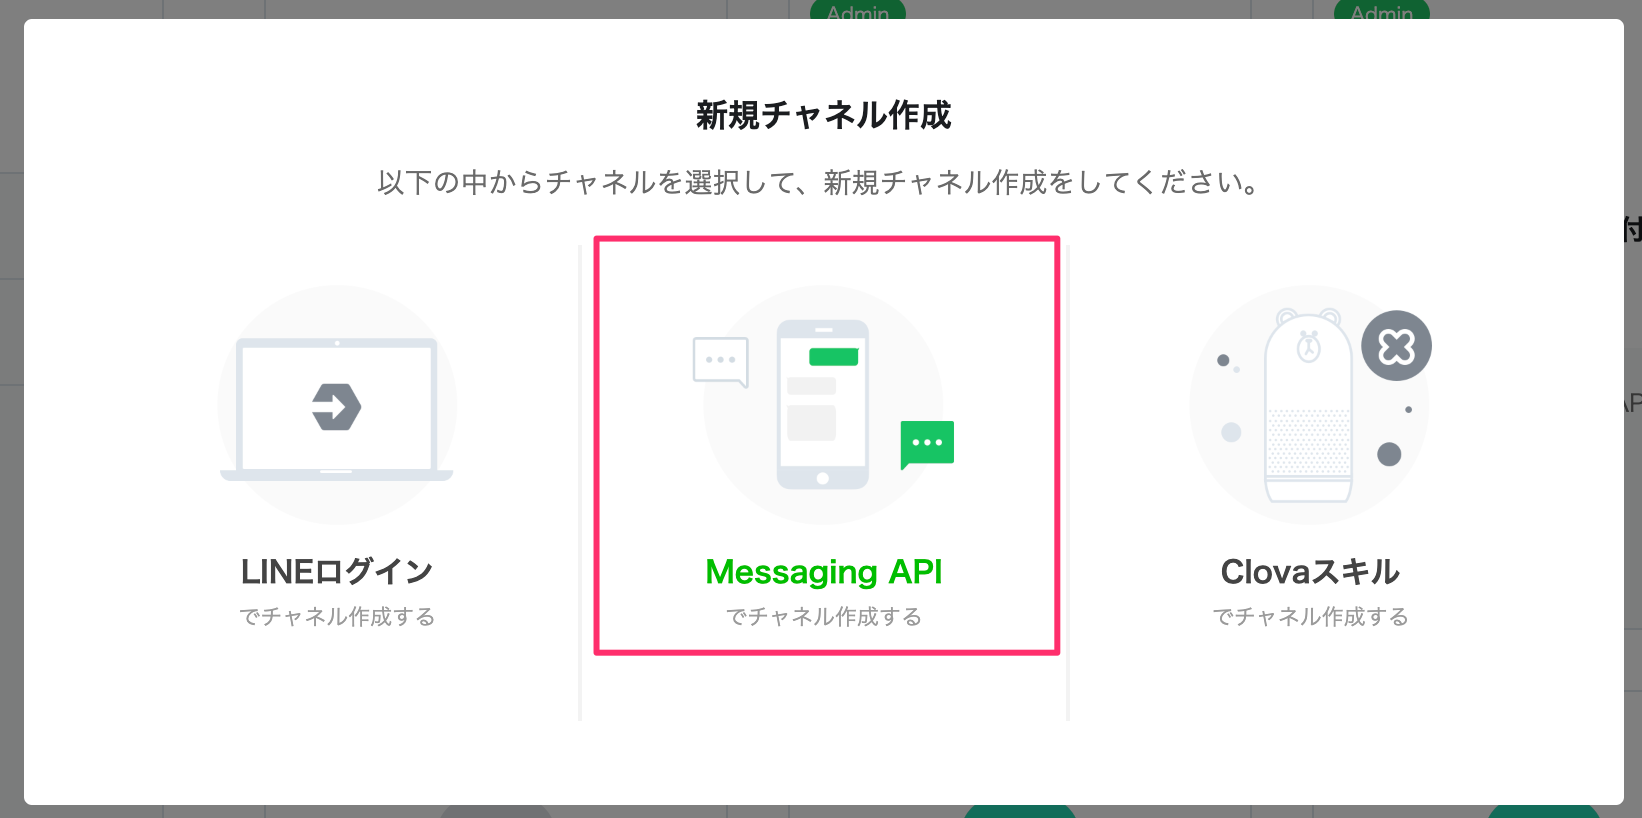 Admin
Admin
新規チャネル作成
以下の中からチャネルを選択して、新規チャネル作成をしてください。
付
AP
LINEログイン
でチャネル作成する
Messaging API
でチャネル作成する
Clovaスキル
でチャネル作成する